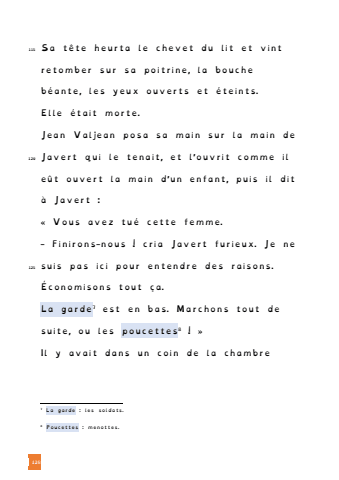 115 Sa tête heurta le chevet du lit et vint
retomber sur sa poitrine, la bouche
béante, les yeux ouverts et éteints.
Elle était morte.
Jean Valjean posa sa main sur la main de
120 Javert qui le tenait, et l'ouvrit comme il
eût ouvert la main d'un enfant, puis il dit
à Javert :
« Vous avez tué cette femme.
– Finirons-nous ! cria Javert furieux. Je ne
125 suis pas ici pour entendre des raisons.
Économisons tout ça.
La garde⁷ est en bas. Marchons tout de
suite, ou les poucettes⁸ ! »
Il y avait dans un coin de la chambre
⁷ La garde : les soldats.
⁸ Poucettes : menottes.